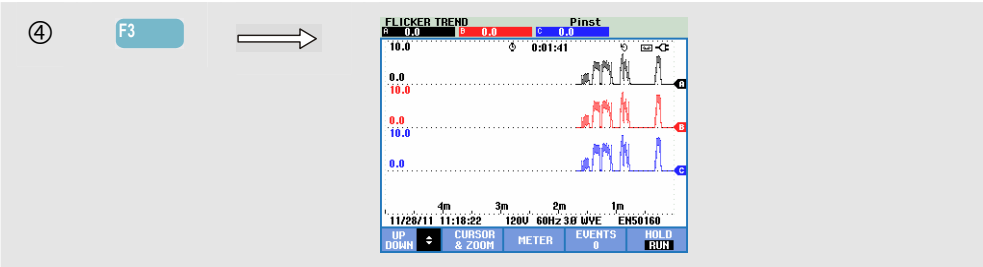 ④ F3
FLICKER TREND Pinst
A 0.0 B 0.0 C 0.0
10.0 0:01:41
0.0 A
10.0
0.0 B
10.0
0.0 C
4m 3m 2m 1m
11/28/11 11:18:22 120V 60Hz 3Ø WYE EN50160
UP DOWN CURSOR & ZOOM METER EVENTS 0 HOLD RUN